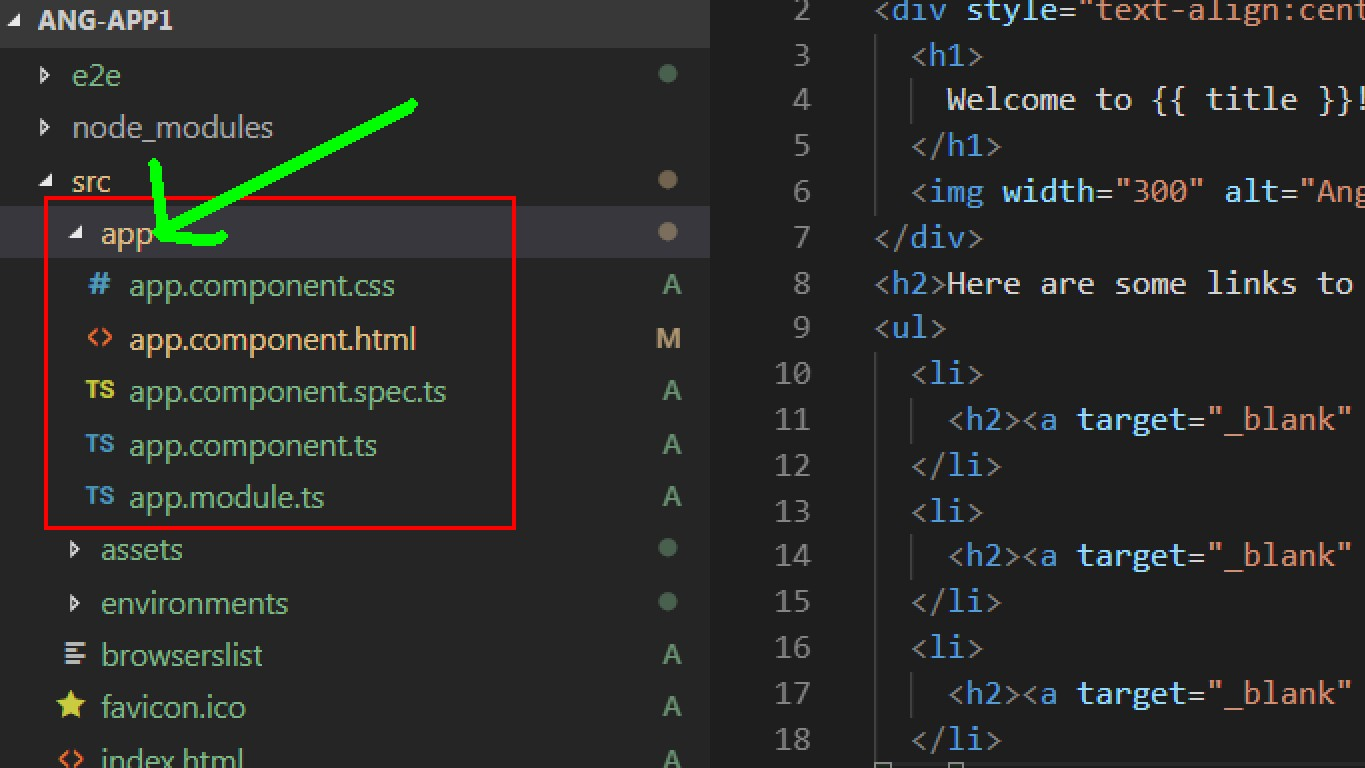 ANG-APP1
e2e
node_modules
src
app
# app.component.css A
<> app.component.html M
TS app.component.spec.ts A
TS app.component.ts A
TS app.module.ts A
assets
environments
browserslist A
favicon.ico A
<> index.html A
2 <div style="text-align:cent
3 <h1>
4 Welcome to {{ title }}!
5 </h1>
6 <img width="300" alt="Ang
7 </div>
8 <h2>Here are some links to
9 <ul>
10 <li>
11 <h2><a target="_blank"
12 </li>
13 <li>
14 <h2><a target="_blank"
15 </li>
16 <li>
17 <h2><a target="_blank"
18 </li>